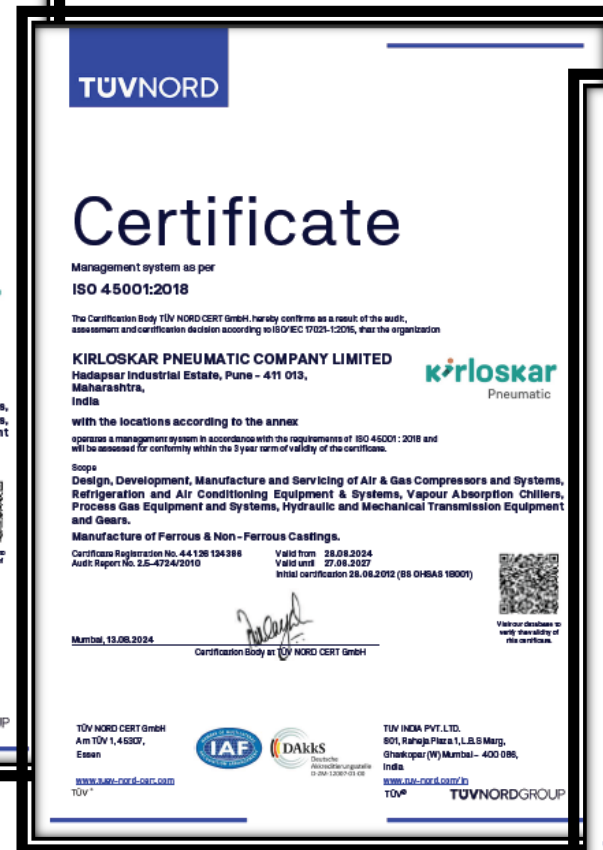 TÜVNORD
Certificate
Management system as per
ISO 45001:2018
The Certification Body TÜV NORD CERT GmbH. hereby confirms as a result of the audit,
assessment and certification decision according to ISO/IEC 17021-1:2015, that the organization
KIRLOSKAR PNEUMATIC COMPANY LIMITED
Hadapsar Industrial Estate, Pune - 411 013,
Maharashtra,
India
kirloskar
Pneumatic
with the locations according to the annex
operates a management system in accordance with the requirements of ISO 45001 : 2018 and
will be assessed for conformity within the 3 year term of validity of the certificate.
Scope
Design, Development, Manufacture and Servicing of Air & Gas Compressors and Systems,
Refrigeration and Air Conditioning Equipment & Systems, Vapour Absorption Chillers,
Process Gas Equipment and Systems, Hydraulic and Mechanical Transmission Equipment
and Gears.
Manufacture of Ferrous & Non-Ferrous Castings.
Certificate Registration No. 44 126 124386
Audit Report No. 2.5-4724/2010
Valid from 28.08.2024
Valid until 27.08.2027
Initial certification 28.08.2012 (BS OHSAS 18001)
Visit our database to
verify the validity of
this certificate.
Mumbai, 13.08.2024
Certification Body at TÜV NORD CERT GmbH
TÜV NORD CERT GmbH
Am TÜV 1, 45307,
Essen
www.tuev-nord-cert.com
TÜV ®
IAF
DAkkS
Deutsche
Akkreditierungsstelle
D-ZM-12007-01-00
TUV INDIA PVT. LTD.
801, Raheja Plaza 1, L.B.S Marg,
Ghatkopar (W) Mumbai - 400 086,
India
www.tuv-nord.com/in
TÜV®
TÜVNORDGROUP